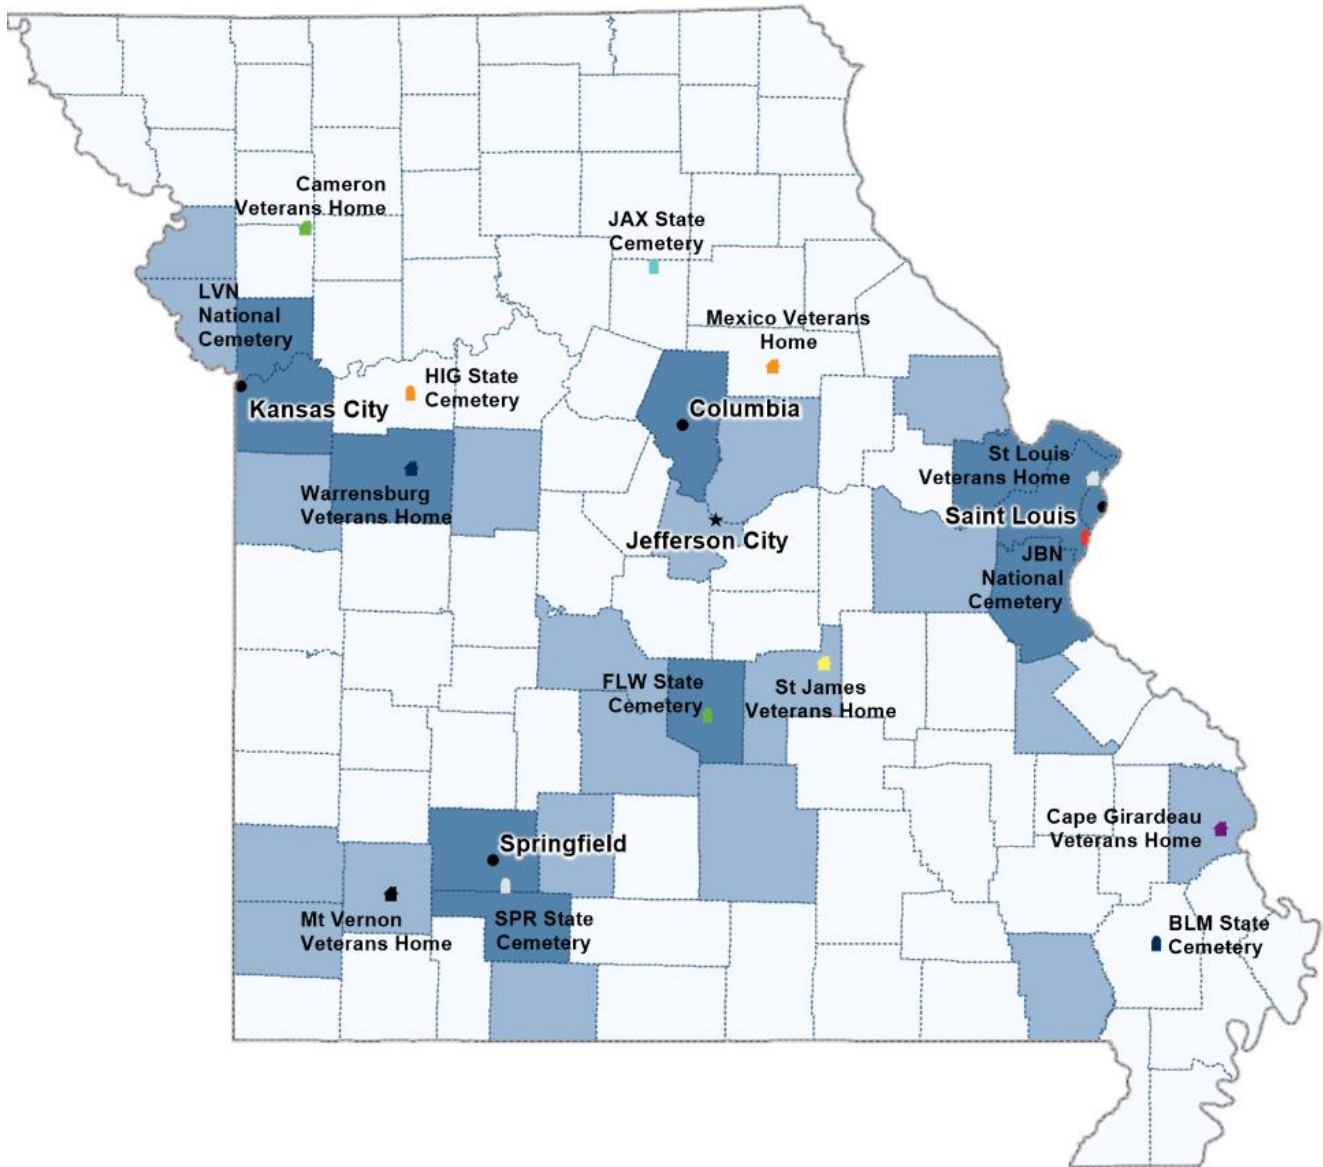 Cameron
Veterans Home
JAX State
Cemetery
LVN
National
Cemetery
Mexico Veterans
Home
HIG State
Cemetery
Kansas City
Columbia
St Louis
Veterans Home
Warrensburg
Veterans Home
Saint Louis
Jefferson City
JBN
National
Cemetery
FLW State
Cemetery
St James
Veterans Home
Cape Girardeau
Veterans Home
Springfield
Mt Vernon
Veterans Home
SPR State
Cemetery
BLM State
Cemetery